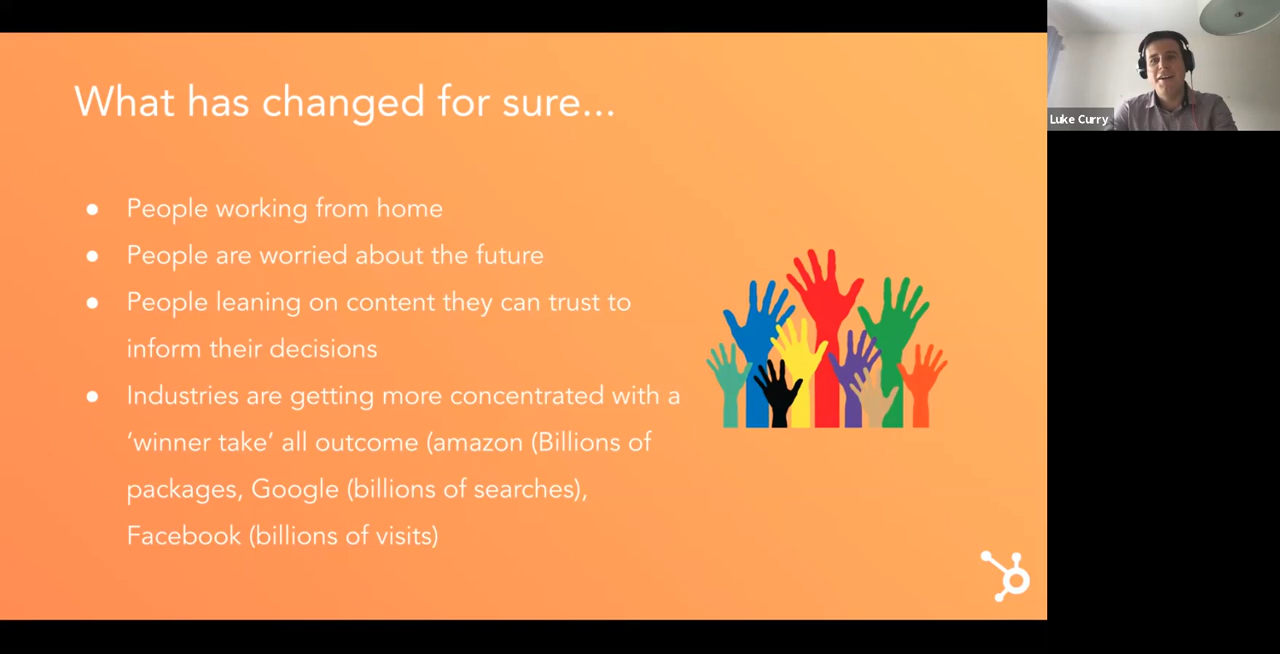 What has changed for sure...
● People working from home
● People are worried about the future
● People leaning on content they can trust to
inform their decisions
● Industries are getting more concentrated with a
‘winner take’ all outcome (amazon (Billions of
packages, Google (billions of searches),
Facebook (billions of visits)
Luke Curry